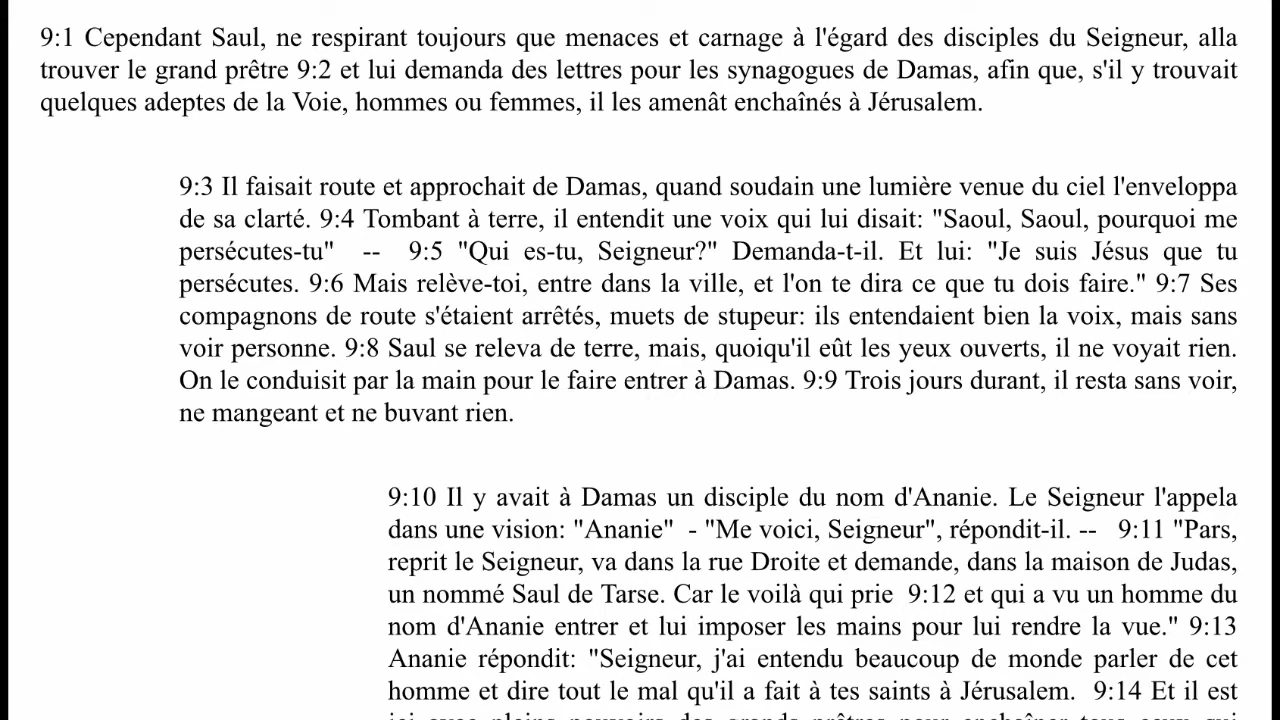 9:1 Cependant Saul, ne respirant toujours que menaces et carnage à l'égard des disciples du Seigneur, alla
trouver le grand prêtre 9:2 et lui demanda des lettres pour les synagogues de Damas, afin que, s'il y trouvait
quelques adeptes de la Voie, hommes ou femmes, il les amenât enchaînés à Jérusalem.
9:3 Il faisait route et approchait de Damas, quand soudain une lumière venue du ciel l'enveloppa
de sa clarté. 9:4 Tombant à terre, il entendit une voix qui lui disait: "Saoul, Saoul, pourquoi me
persécutes-tu"  --  9:5 "Qui es-tu, Seigneur?" Demanda-t-il. Et lui: "Je suis Jésus que tu
persécutes. 9:6 Mais relève-toi, entre dans la ville, et l'on te dira ce que tu dois faire." 9:7 Ses
compagnons de route s'étaient arrêtés, muets de stupeur: ils entendaient bien la voix, mais sans
voir personne. 9:8 Saul se releva de terre, mais, quoiqu'il eût les yeux ouverts, il ne voyait rien.
On le conduisit par la main pour le faire entrer à Damas. 9:9 Trois jours durant, il resta sans voir,
ne mangeant et ne buvant rien.
9:10 Il y avait à Damas un disciple du nom d'Ananie. Le Seigneur l'appela
dans une vision: "Ananie"  - "Me voici, Seigneur", répondit-il. --  9:11 "Pars,
reprit le Seigneur, va dans la rue Droite et demande, dans la maison de Judas,
un nommé Saul de Tarse. Car le voilà qui prie  9:12 et qui a vu un homme du
nom d'Ananie entrer et lui imposer les mains pour lui rendre la vue." 9:13
Ananie répondit: "Seigneur, j'ai entendu beaucoup de monde parler de cet
homme et dire tout le mal qu'il a fait à tes saints à Jérusalem.  9:14 Et il est
ici avec pleins pouvoirs des grands prêtres pour enchaîner tous ceux qui